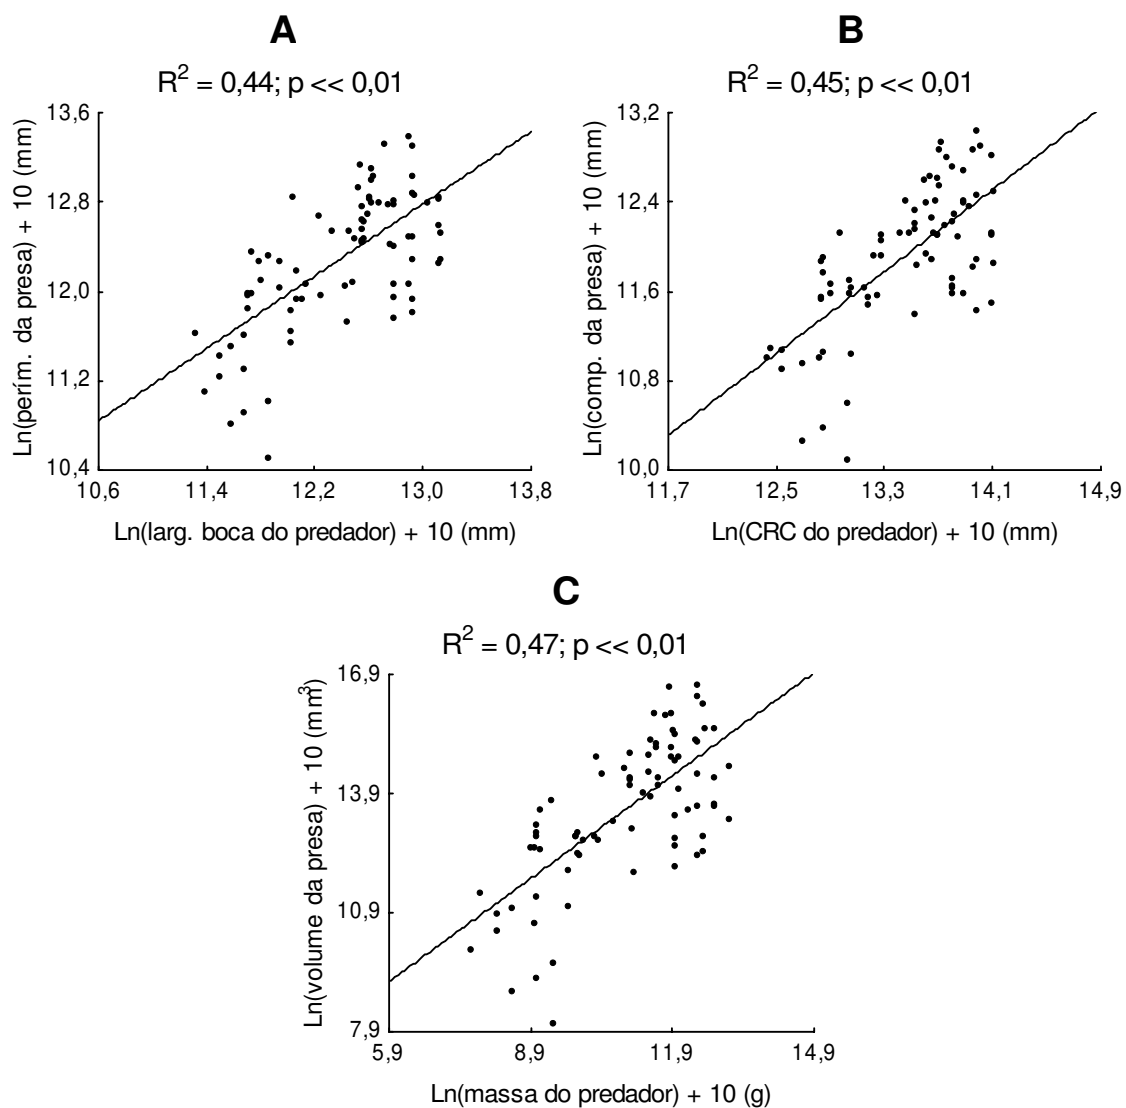 A
R² = 0,44; p << 0,01
13,6
12,8
12,0
11,2
10,4
Ln(perím. da presa) + 10 (mm)
10,6 11,4 12,2 13,0 13,8
Ln(larg. boca do predador) + 10 (mm)
B
R² = 0,45; p << 0,01
13,2
12,4
11,6
10,8
10,0
Ln(comp. da presa) + 10 (mm)
11,7 12,5 13,3 14,1 14,9
Ln(CRC do predador) + 10 (mm)
C
R² = 0,47; p << 0,01
16,9
13,9
10,9
7,9
Ln(volume da presa) + 10 (mm³)
5,9 8,9 11,9 14,9
Ln(massa do predador) + 10 (g)